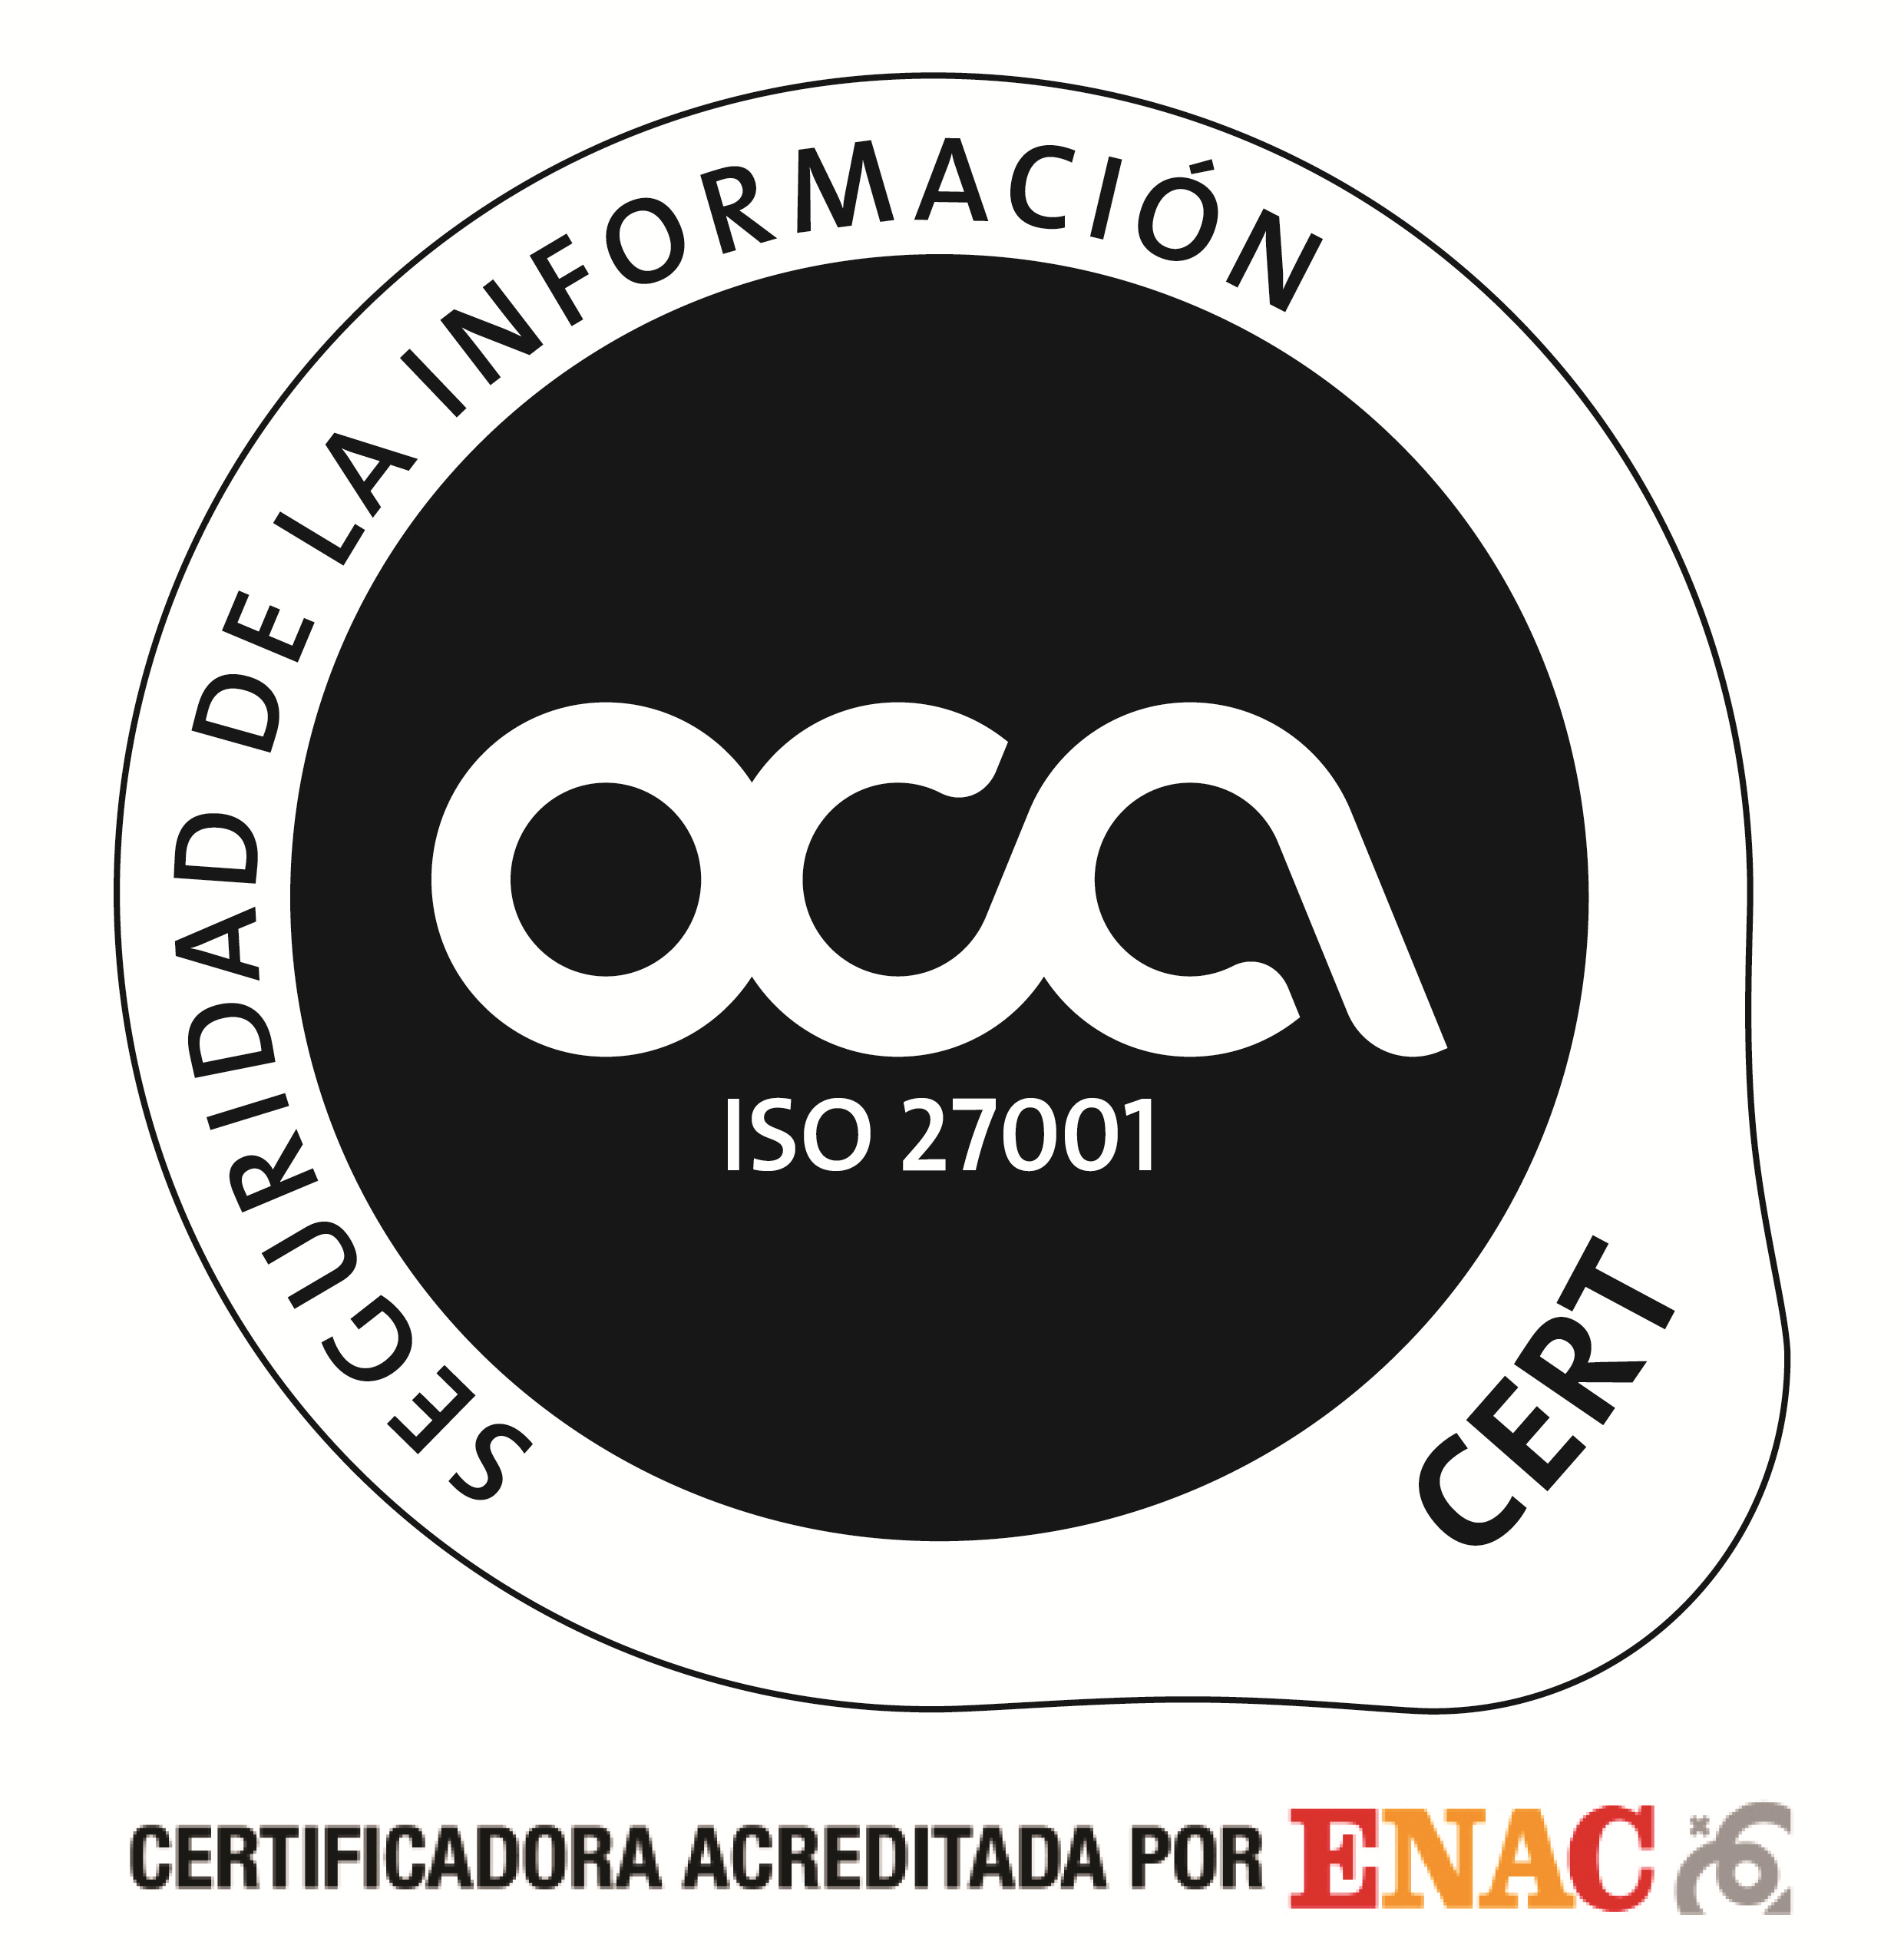 SEGURIDAD DE LA INFORMACIÓN
oca
ISO 27001
CERT
CERTIFICADORA ACREDITADA POR ENAC